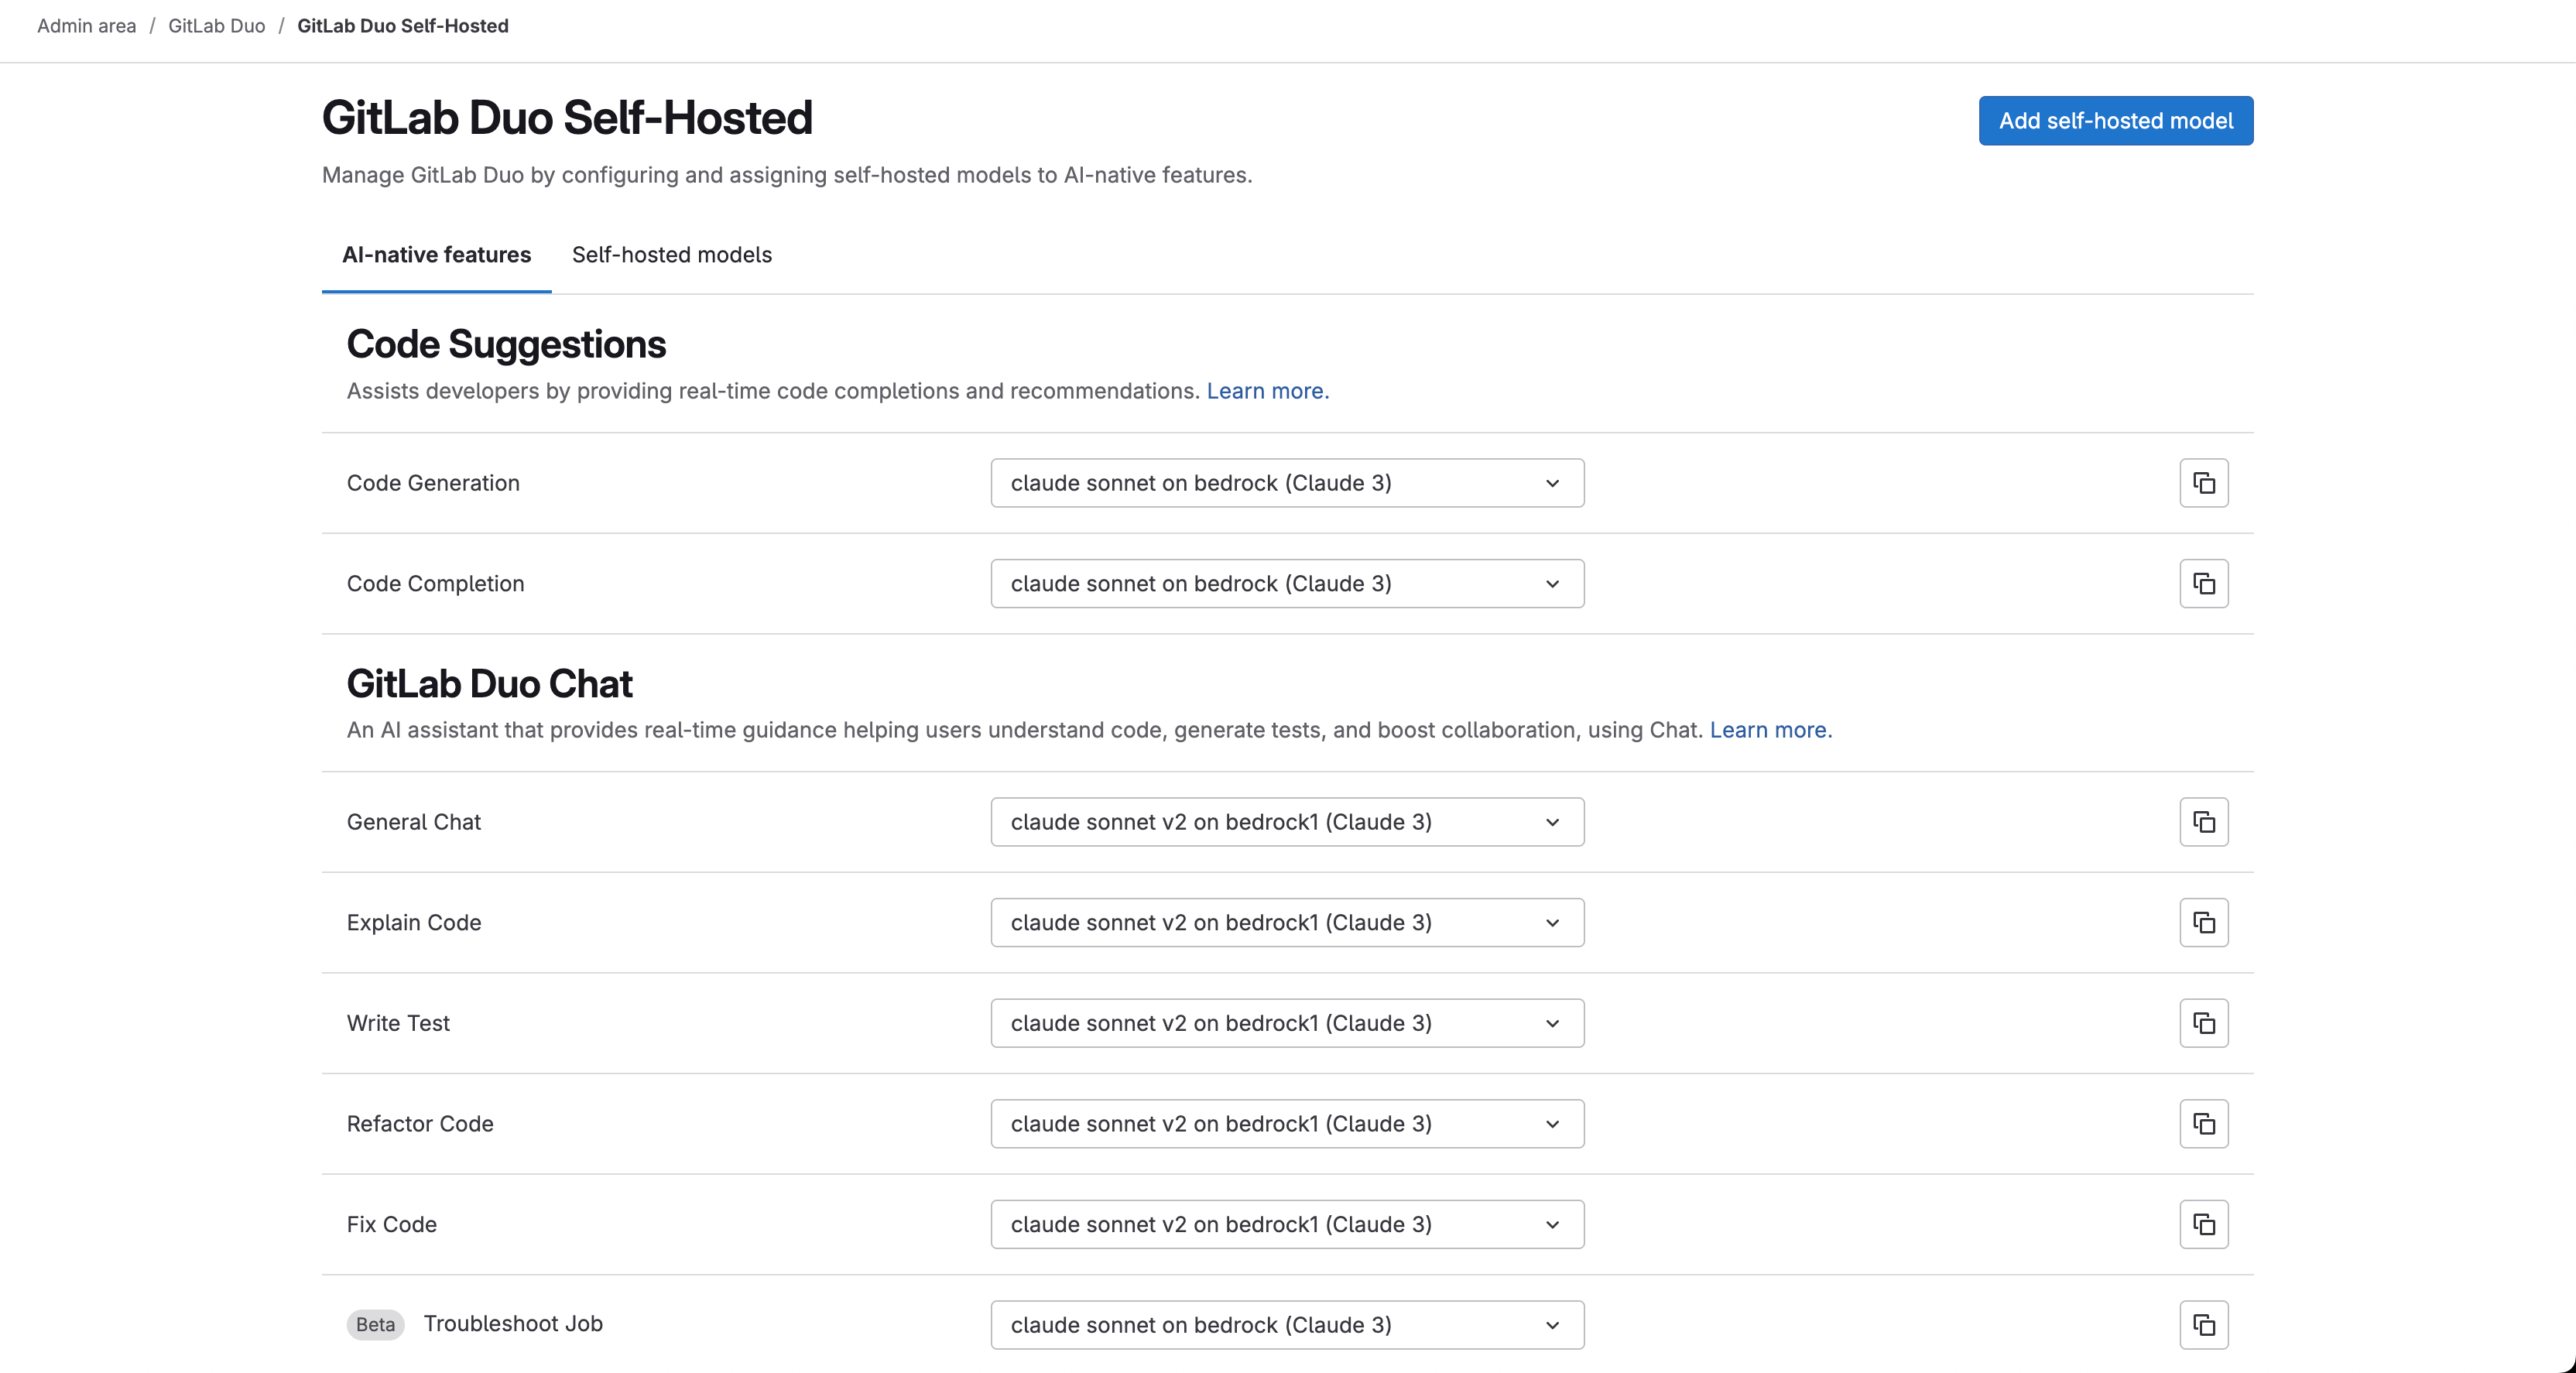 Admin area / GitLab Duo / GitLab Duo Self-Hosted
GitLab Duo Self-Hosted
Add self-hosted model
Manage GitLab Duo by configuring and assigning self-hosted models to AI-native features.
AI-native features Self-hosted models
Code Suggestions
Assists developers by providing real-time code completions and recommendations. Learn more.
Code Generation claude sonnet on bedrock (Claude 3)
Code Completion claude sonnet on bedrock (Claude 3)
GitLab Duo Chat
An AI assistant that provides real-time guidance helping users understand code, generate tests, and boost collaboration, using Chat. Learn more.
General Chat claude sonnet v2 on bedrock1 (Claude 3)
Explain Code claude sonnet v2 on bedrock1 (Claude 3)
Write Test claude sonnet v2 on bedrock1 (Claude 3)
Refactor Code claude sonnet v2 on bedrock1 (Claude 3)
Fix Code claude sonnet v2 on bedrock1 (Claude 3)
Beta Troubleshoot Job claude sonnet on bedrock (Claude 3)